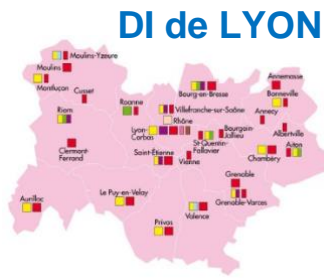 DI de LYON
Moulins-Yzeure
Moulins
Montluçon
Cusset
Riom
Clermont-
Ferrand
Aurillac
Roanne
Bourg-en-Bresse
Villefranche-sur-Saône
Rhône
Lyon-
Corbas
Saint-Étienne
Vienne
St-Quentin-
Fallavier
Bourgoin-
Jallieu
Le Puy-en-Velay
Privas
Valence
Grenoble
Grenoble-Varces
Chambéry
Aiton
Albertville
Annecy
Bonneville
Annemasse